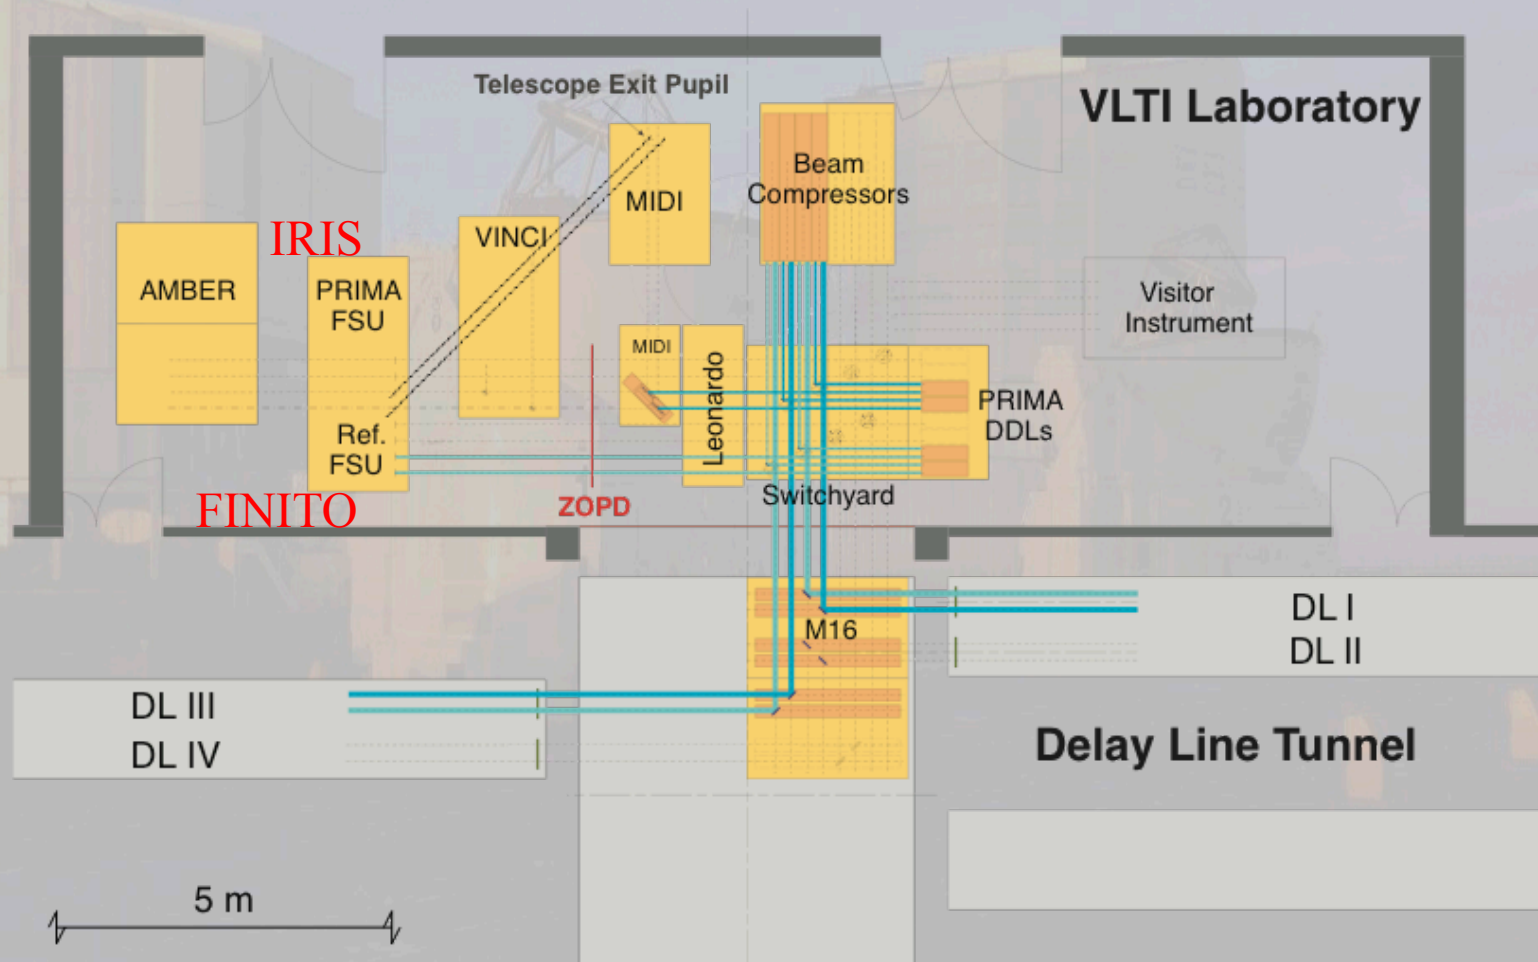 Telescope Exit Pupil
VLTI Laboratory
MIDI
Beam
Compressors
IRIS
VINCI
AMBER
PRIMA
FSU
Visitor
Instrument
MIDI
Leonardo
PRIMA
DDLs
Ref.
FSU
FINITO
ZOPD
Switchyard
M16
DL I
DL II
DL III
DL IV
Delay Line Tunnel
5 m